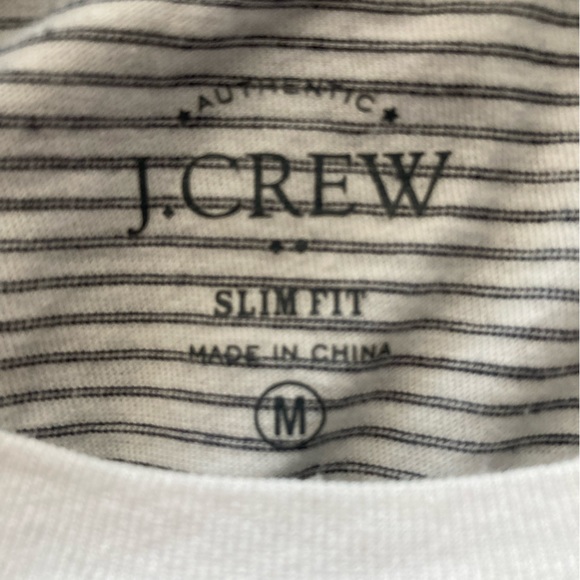 AUTHENTIC
J.CREW
SLIM FIT
MADE IN CHINA
M